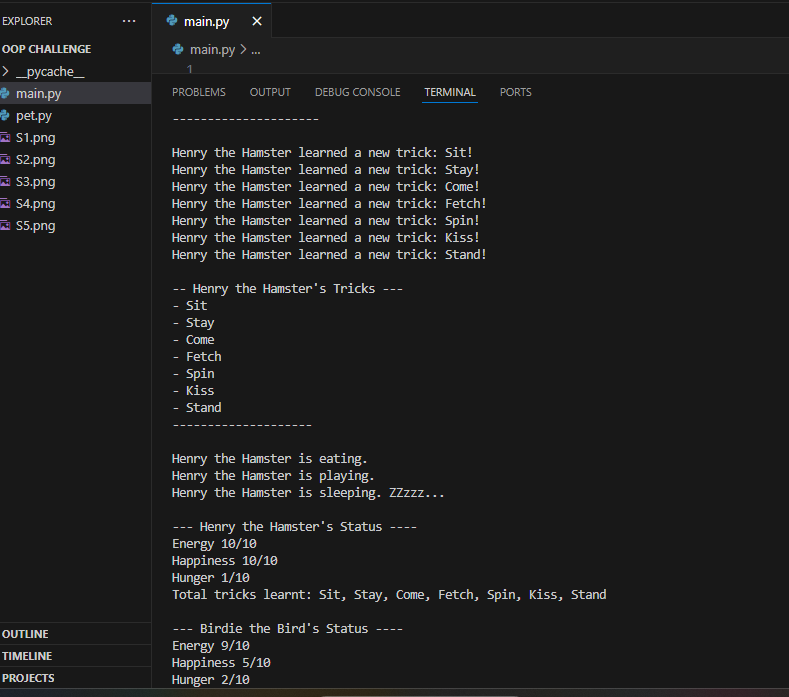 EXPLORER
...
OOP CHALLENGE
__pycache__
main.py
pet.py
S1.png
S2.png
S3.png
S4.png
S5.png
OUTLINE
TIMELINE
PROJECTS
main.py
main.py > ...
1
PROBLEMS OUTPUT DEBUG CONSOLE TERMINAL PORTS
---------------------
Henry the Hamster learned a new trick: Sit!
Henry the Hamster learned a new trick: Stay!
Henry the Hamster learned a new trick: Come!
Henry the Hamster learned a new trick: Fetch!
Henry the Hamster learned a new trick: Spin!
Henry the Hamster learned a new trick: Kiss!
Henry the Hamster learned a new trick: Stand!
-- Henry the Hamster's Tricks ---
- Sit
- Stay
- Come
- Fetch
- Spin
- Kiss
- Stand
--------------------
Henry the Hamster is eating.
Henry the Hamster is playing.
Henry the Hamster is sleeping. ZZzzz...
--- Henry the Hamster's Status ----
Energy 10/10
Happiness 10/10
Hunger 1/10
Total tricks learnt: Sit, Stay, Come, Fetch, Spin, Kiss, Stand
--- Birdie the Bird's Status ----
Energy 9/10
Happiness 5/10
Hunger 2/10